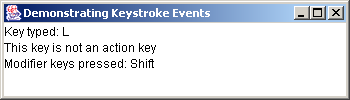 Demonstrating Keystroke Events
Key typed: L
This key is not an action key
Modifier keys pressed: Shift